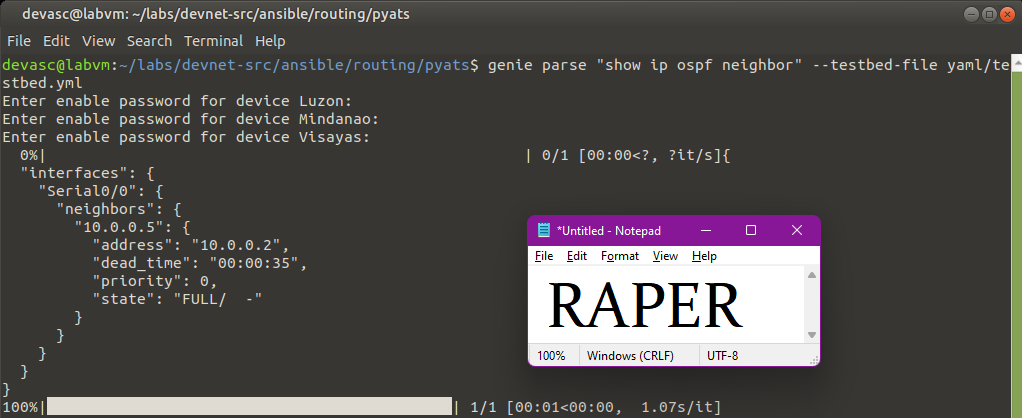 devasc@labvm: ~/labs/devnet-src/ansible/routing/pyats
File Edit View Search Terminal Help
devasc@labvm:~/labs/devnet-src/ansible/routing/pyats$ genie parse "show ip ospf neighbor" --testbed-file yaml/te
stbed.yml
Enter enable password for device Luzon:
Enter enable password for device Mindanao:
Enter enable password for device Visayas:
  0%|                                                     | 0/1 [00:00<?, ?it/s]{
  "interfaces": {
    "Serial0/0": {
      "neighbors": {
        "10.0.0.5": {
          "address": "10.0.0.2",
          "dead_time": "00:00:35",
          "priority": 0,
          "state": "FULL/  -"
        }
      }
    }
  }
}
100%|█████████████████████████████████████████████| 1/1 [00:01<00:00,  1.07s/it]
*Untitled - Notepad
File Edit Format View Help
RAPER
100% Windows (CRLF) UTF-8